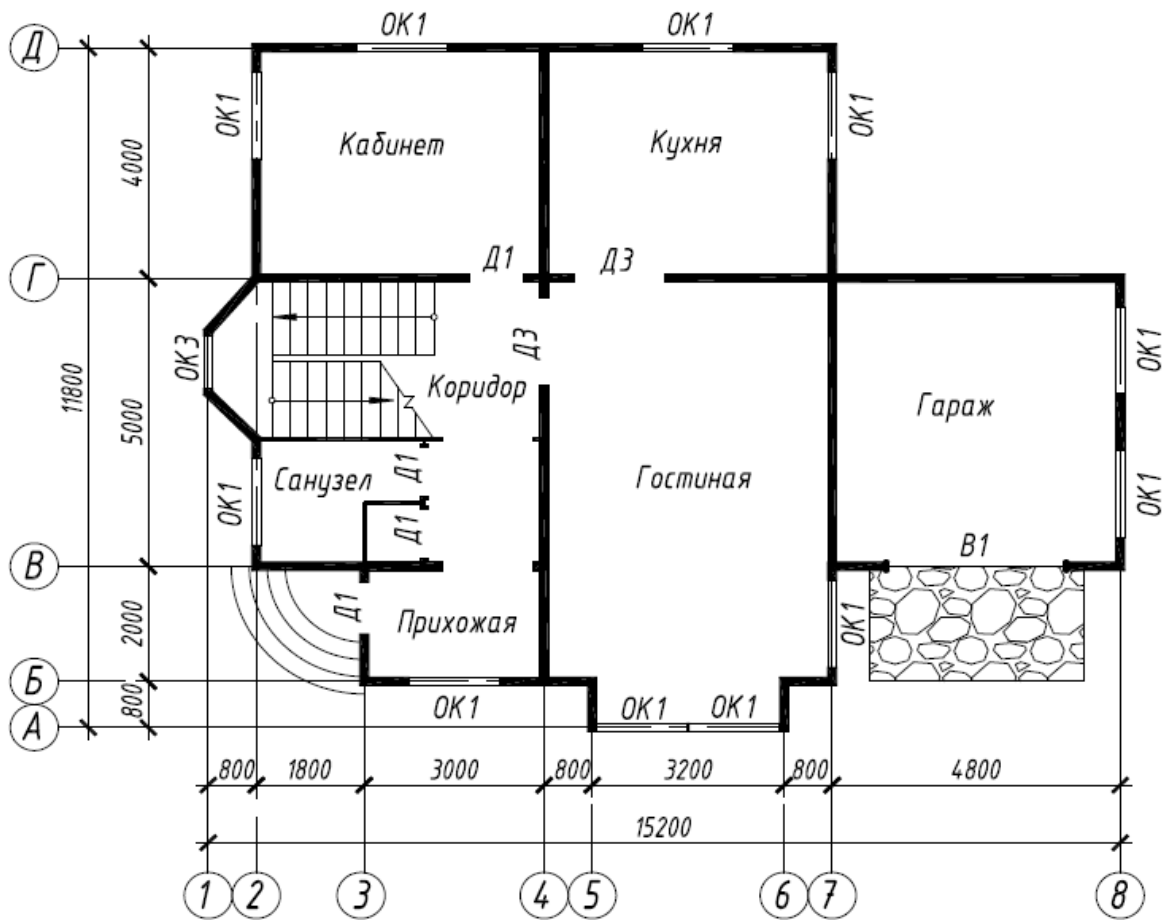 ОК1
ОК1
Д
ОК1
ОК1
Кабинет
Кухня
4000
Д1
Д3
Г
ОК3
Д3
ОК1
11800
5000
Коридор
Гараж
Санузел
Д1
Гостиная
ОК1
ОК1
Д1
В1
В
Д1
Прихожая
ОК1
2000
Б
800
ОК1
ОК1
ОК1
А
800
1800
3000
800
3200
800
4800
15200
1
2
3
4
5
6
7
8